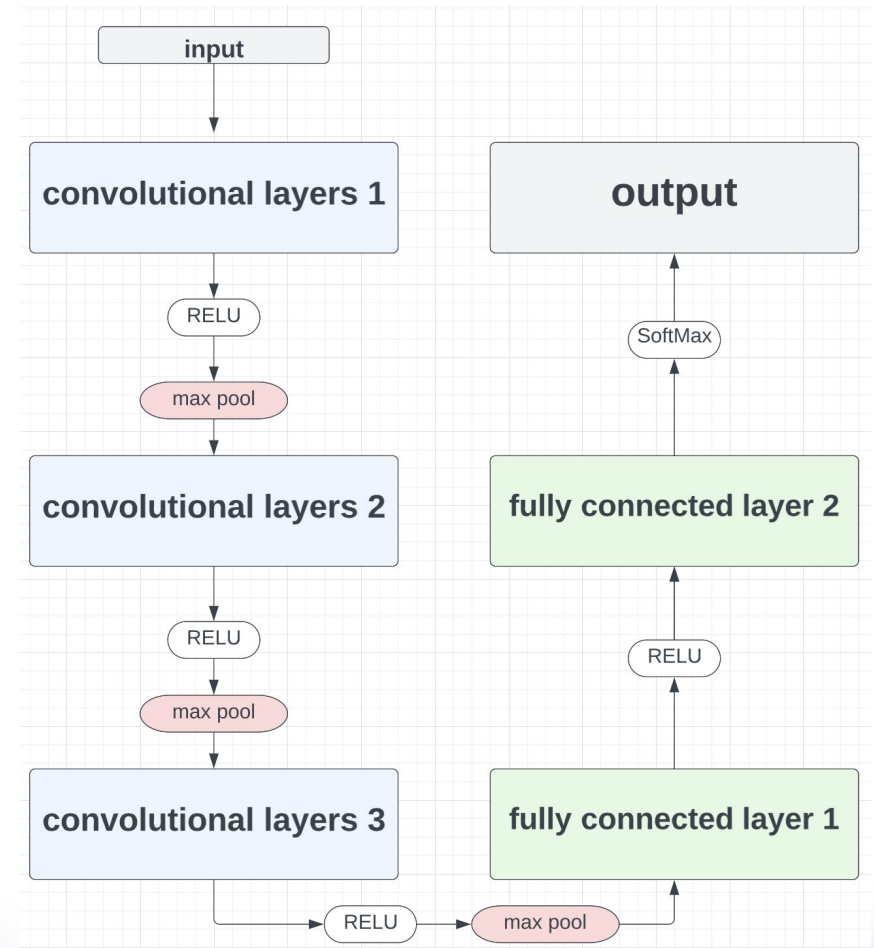 input
convolutional layers 1
RELU
max pool
convolutional layers 2
RELU
max pool
convolutional layers 3
RELU
max pool
fully connected layer 1
RELU
fully connected layer 2
SoftMax
output